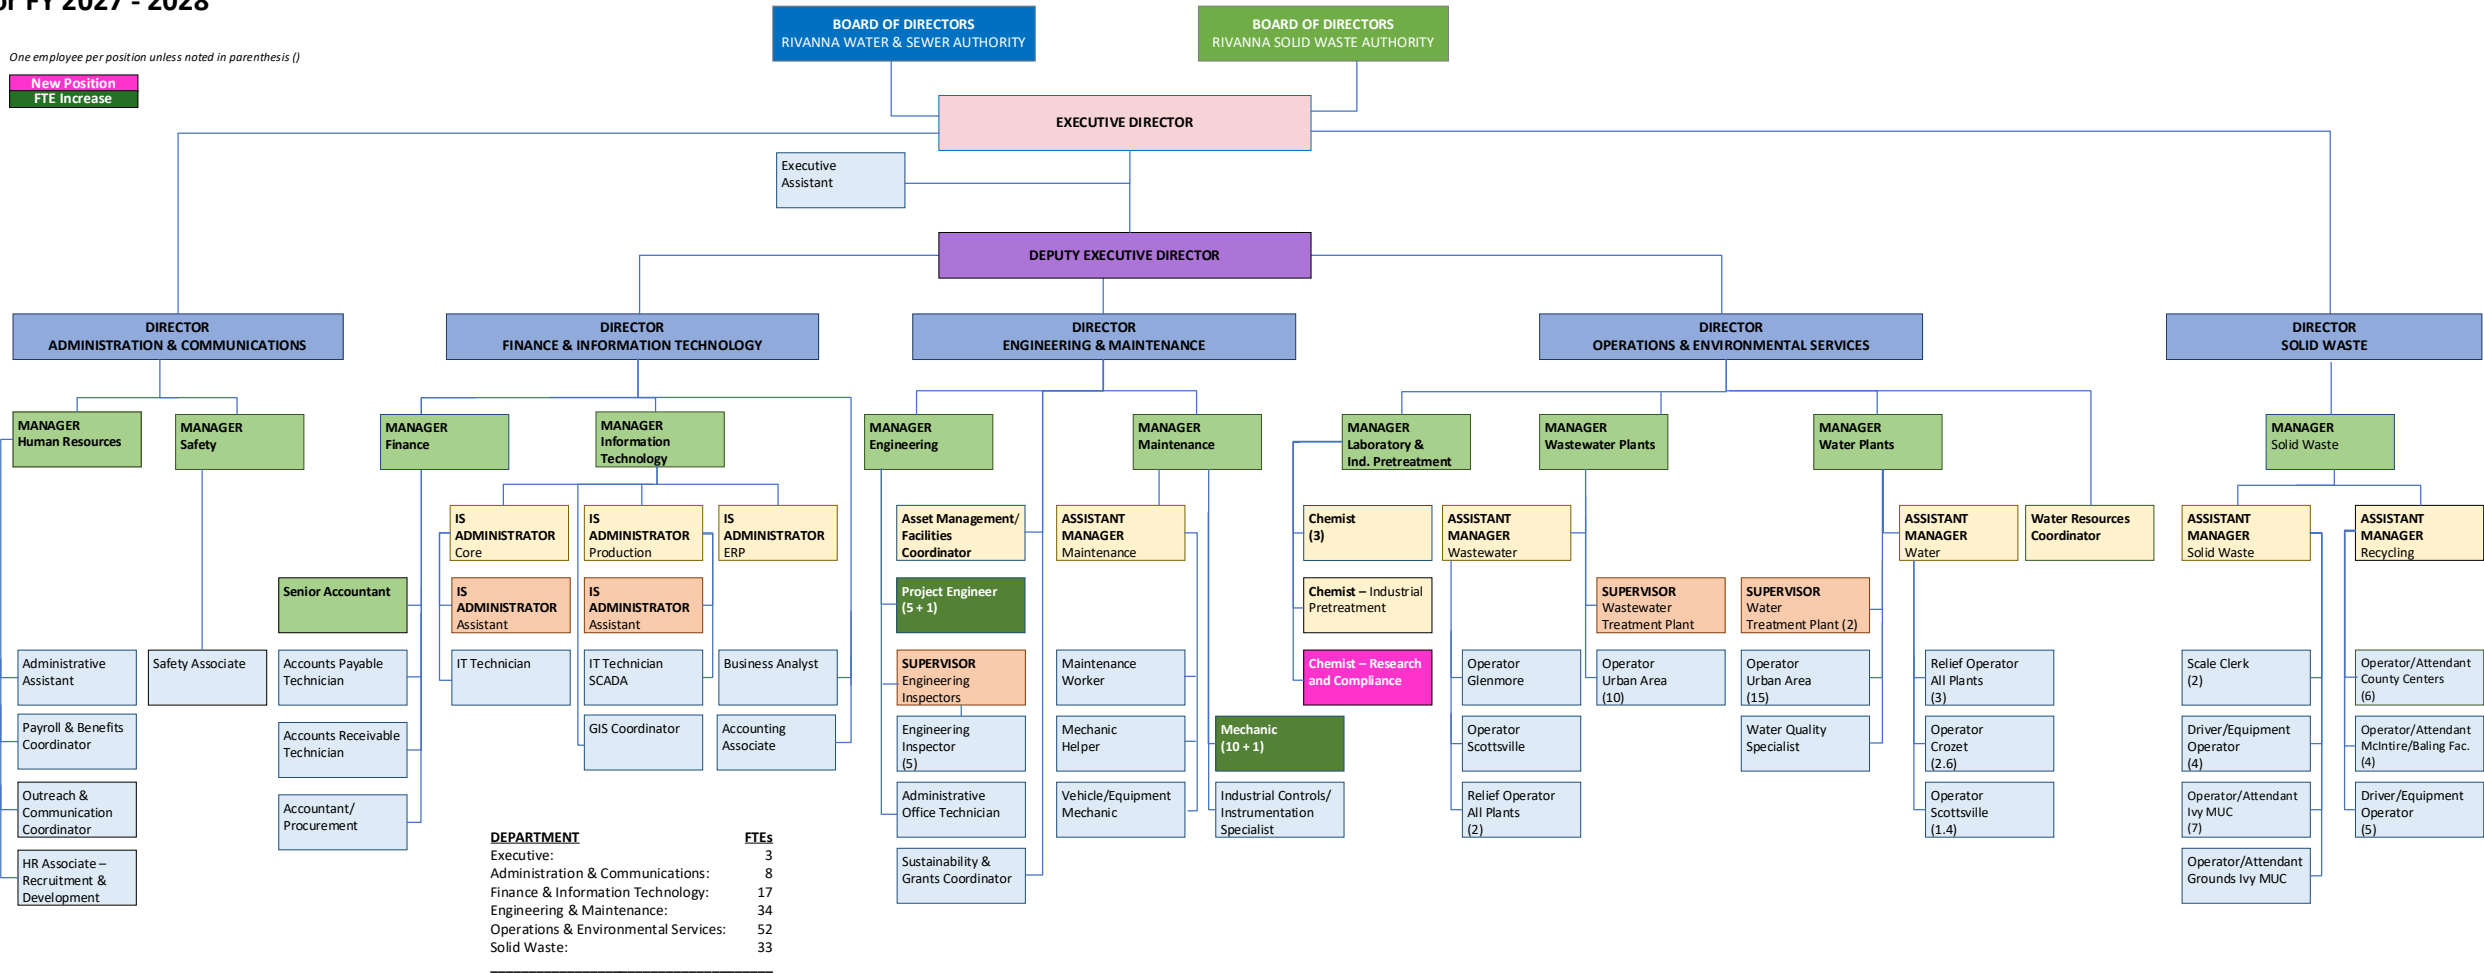 or FY 2027 - 2028
One employee per position unless noted in parenthesis ()
New Position
FTE Increase
BOARD OF DIRECTORS
RIVANNA WATER & SEWER AUTHORITY
BOARD OF DIRECTORS
RIVANNA SOLID WASTE AUTHORITY
EXECUTIVE DIRECTOR
Executive
Assistant
DEPUTY EXECUTIVE DIRECTOR
DIRECTOR
ADMINISTRATION & COMMUNICATIONS
DIRECTOR
FINANCE & INFORMATION TECHNOLOGY
DIRECTOR
ENGINEERING & MAINTENANCE
DIRECTOR
OPERATIONS & ENVIRONMENTAL SERVICES
DIRECTOR
SOLID WASTE
MANAGER
Human Resources
MANAGER
Safety
MANAGER
Finance
MANAGER
Information
Technology
MANAGER
Engineering
MANAGER
Maintenance
MANAGER
Laboratory &
Ind. Pretreatment
MANAGER
Wastewater Plants
MANAGER
Water Plants
MANAGER
Solid Waste
IS
ADMINISTRATOR
Core
IS
ADMINISTRATOR
Production
IS
ADMINISTRATOR
ERP
Asset Management/
Facilities
Coordinator
ASSISTANT
MANAGER
Maintenance
Chemist
(3)
ASSISTANT
MANAGER
Wastewater
ASSISTANT
MANAGER
Water
Water Resources
Coordinator
ASSISTANT
MANAGER
Solid Waste
ASSISTANT
MANAGER
Recycling
Senior Accountant
IS
ADMINISTRATOR
Assistant
IS
ADMINISTRATOR
Assistant
Project Engineer
(5 + 1)
Chemist – Industrial
Pretreatment
SUPERVISOR
Wastewater
Treatment Plant
SUPERVISOR
Water
Treatment Plant (2)
Administrative
Assistant
Safety Associate
Accounts Payable
Technician
IT Technician
IT Technician
SCADA
Business Analyst
SUPERVISOR
Engineering
Inspectors
Maintenance
Worker
Chemist – Research
and Compliance
Operator
Glenmore
Operator
Urban Area
(10)
Operator
Urban Area
(15)
Relief Operator
All Plants
(3)
Scale Clerk
(2)
Operator/Attendant
County Centers
(6)
Payroll & Benefits
Coordinator
Accounts Receivable
Technician
GIS Coordinator
Accounting
Associate
Engineering
Inspector
(5)
Mechanic
Helper
Mechanic
(10 + 1)
Operator
Scottsville
Water Quality
Specialist
Operator
Crozet
(2.6)
Driver/Equipment
Operator
(4)
Operator/Attendant
McIntire/Baling Fac.
(4)
Outreach &
Communication
Coordinator
Accountant/
Procurement
Administrative
Office Technician
Vehicle/Equipment
Mechanic
Industrial Controls/
Instrumentation
Specialist
Relief Operator
All Plants
(2)
Operator
Scottsville
(1.4)
Operator/Attendant
Ivy MUC
(7)
Driver/Equipment
Operator
(5)
HR Associate –
Recruitment &
Development
Sustainability &
Grants Coordinator
Operator/Attendant
Grounds Ivy MUC
DEPARTMENT FTEs
Executive: 3
Administration & Communications: 8
Finance & Information Technology: 17
Engineering & Maintenance: 34
Operations & Environmental Services: 52
Solid Waste: 33